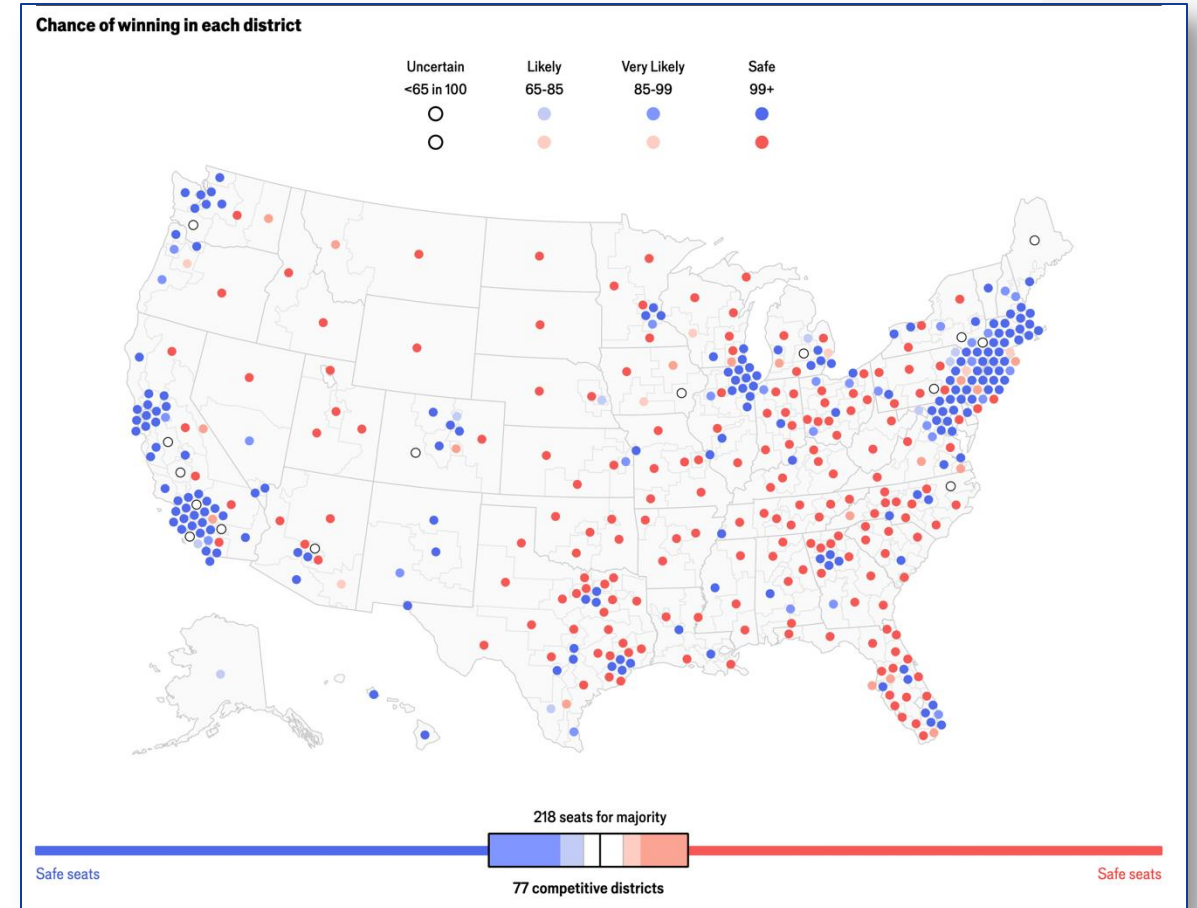 Chance of winning in each district
Uncertain Likely Very Likely Safe
<65 in 100 65-85 85-99 99+
218 seats for majority
Safe seats Safe seats
77 competitive districts